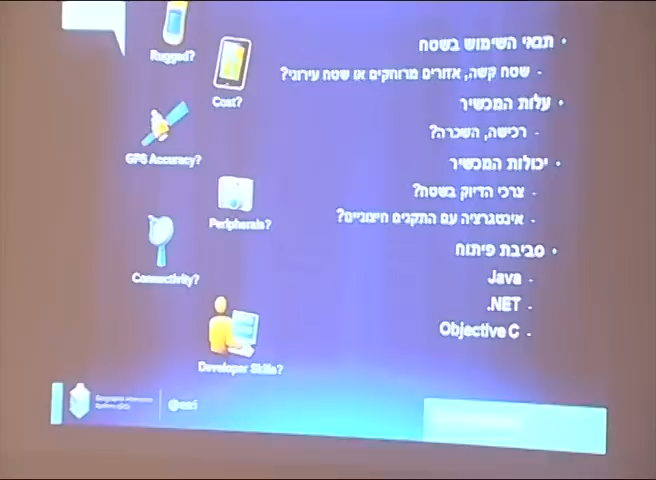 תנאי השימוש בשטח
שטח קשה, אזורים מרוחקים או שטח עירוני?
עלות המכשיר
רכישה, השכרה?
יכולות המכשיר
צרכי הדיוק בשטח?
אינטגרציה עם התקנים חיצוניים?
סביבת פיתוח
Java
.NET
Objective C
Rugged?
Cost?
GPS Accuracy?
Peripherals?
Connectivity?
Developer Skills?
esri